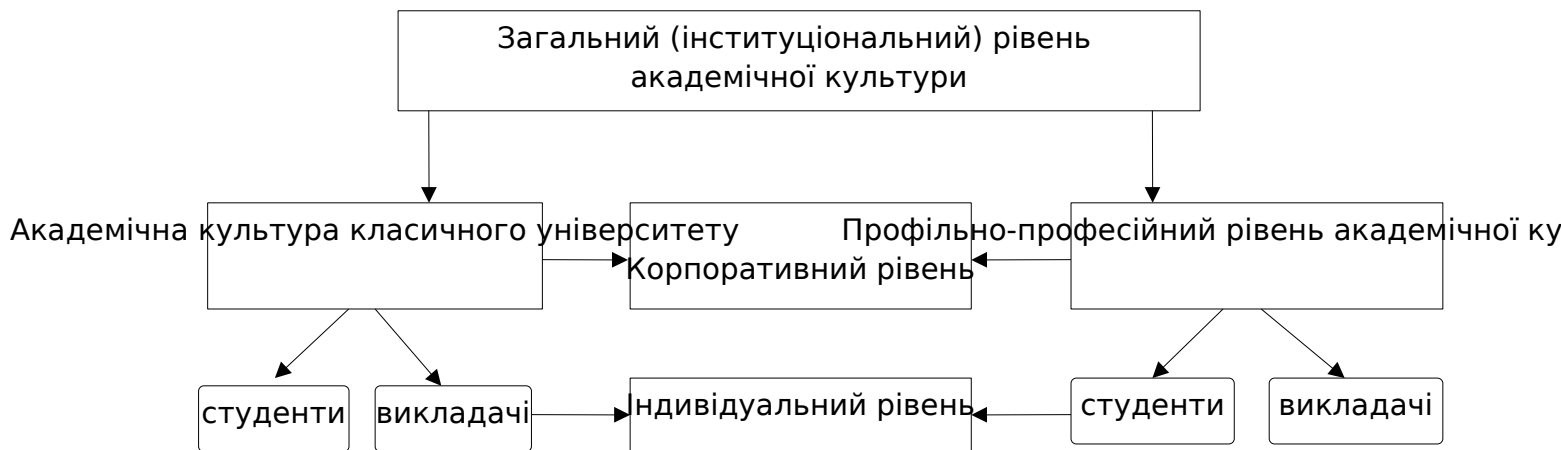 Загальний (інституціональний) рівень
академічної культури
Академічна культура класичного університету
Корпоративний рівень
Профільно-професійний рівень академічної ку
студенти
викладачі
Індивідуальний рівень
студенти
викладачі